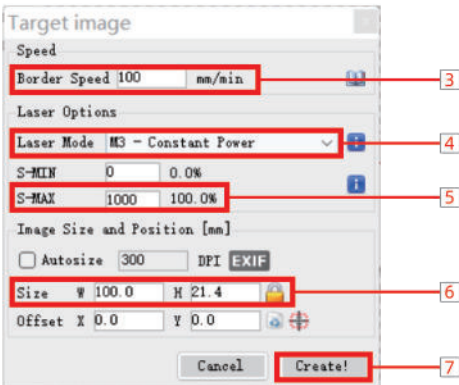 Target image
Speed
Border Speed 100 mm/min
3
Laser Options
Laser Mode M3 - Constant Power
4
S-MIN 0 0.0%
S-MAX 1000 100.0%
5
Image Size and Position [mm]
Autosize 300 DPI EXIF
Size W 100.0 H 21.4
6
Offset X 0.0 Y 0.0
Cancel Create!
7